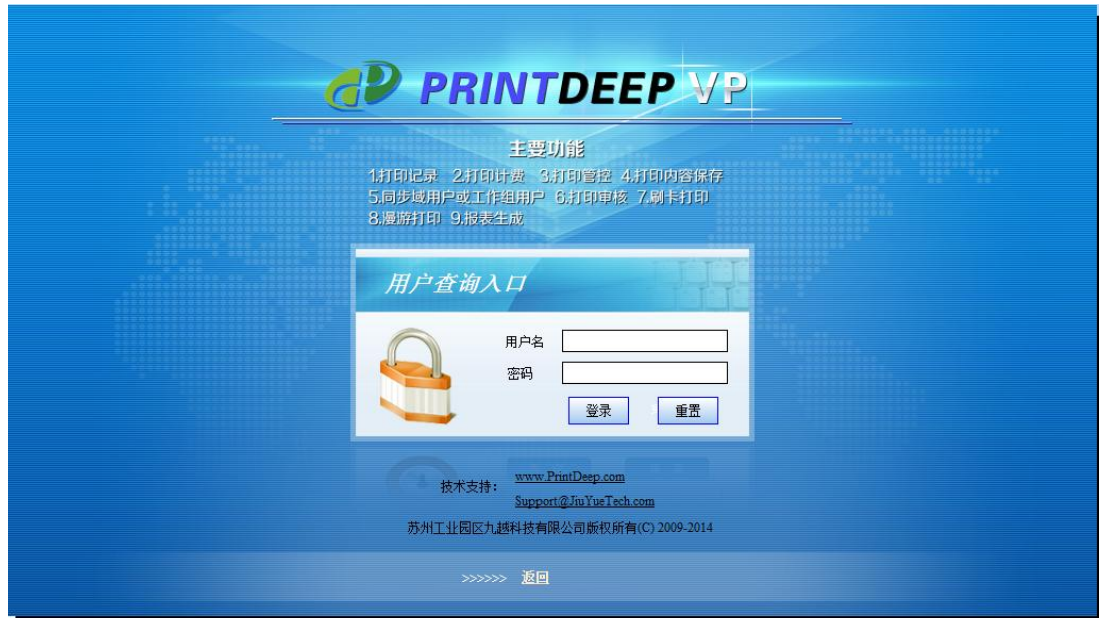 PRINTDEEP VP
主要功能
1.打印记录 2.打印计费 3.打印管控 4.打印内容保存
5.同步域用户或工作组用户 6.打印审核 7.刷卡打印
8.漫游打印 9.报表生成
用户查询入口
用户名
密码
登录 重置
技术支持: www.PrintDeep.com
Support@JiuYueTech.com
苏州工业园区九越科技有限公司版权所有(C) 2009-2014
>>>>>> 返回